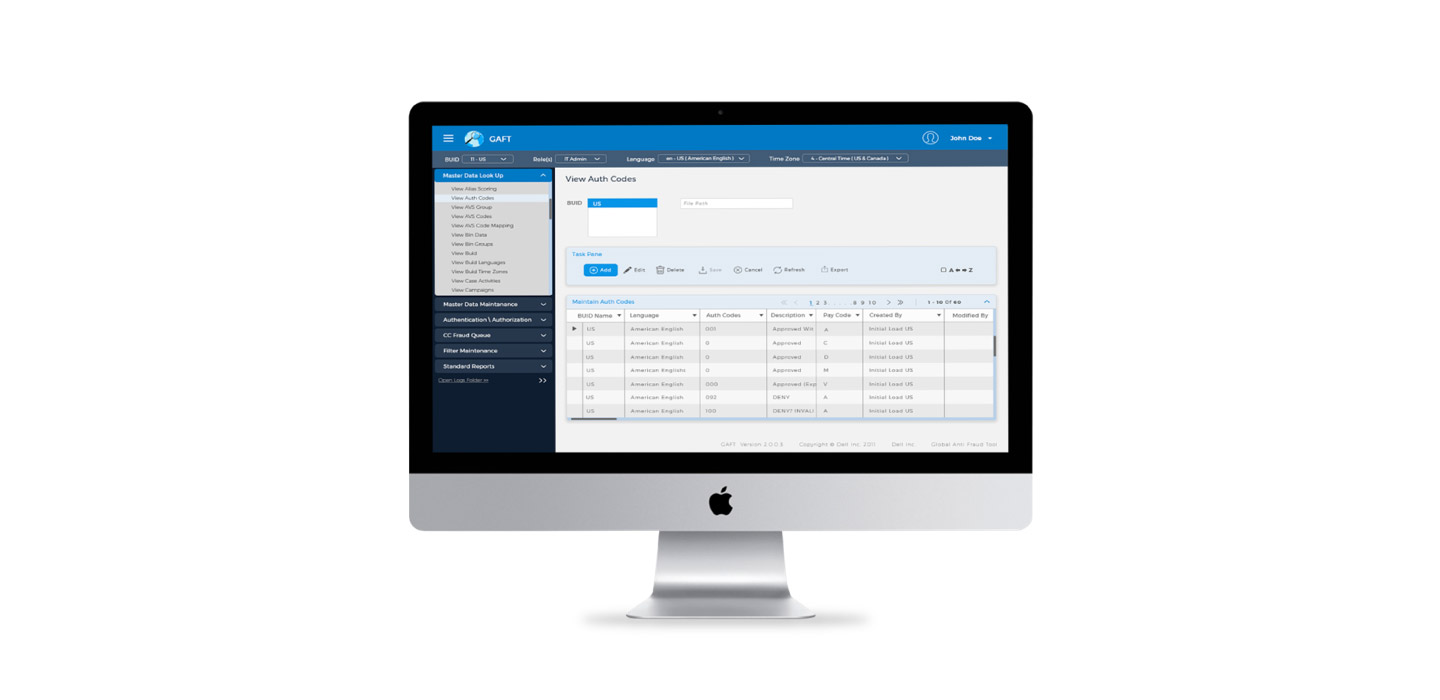 GAFT
John Doe
BUID 11 - US Role(s) IT Admin Language en - US ( American English ) Time Zone 4 - Central Time ( US & Canada )
Master Data Look Up
View Alias Scoring
View Auth Codes
View AVS Group
View AVS Codes
View AVS Code Mapping
View Bin Data
View Bin Groups
View Buid
View Buid Languages
View Buid Time Zones
View Case Activities
View Campaigns
Master Data Maintanance
Authentication \ Authorization
CC Fraud Queue
Filter Maintenance
Standard Reports
Open Logs Folder
View Auth Codes
BUID US
Task Pane
Add Edit Delete Save Cancel Refresh Export A Z
Maintain Auth Codes 1 2 3 . . . . . 8 9 10 1 - 10 OF 60
BUID Name Language Auth Codes Description Pay Code Created By Modified By
US American English 001 Approved Wit A Initial Load US
US American English 0 Approved C Initial Load US
US American English 0 Approved D Initial Load US
US American Englishs 0 Approved M Initial Load US
US American English 000 Approved (Exp V Initial Load US
US American English 002 DENY A Initial Load US
US American English 100 DENY? INVALI A Initial Load US
GAFT Version 2.0.0.3 Copyright © Dell Inc. 2011 Dell Inc Global Anti Fraud Tool